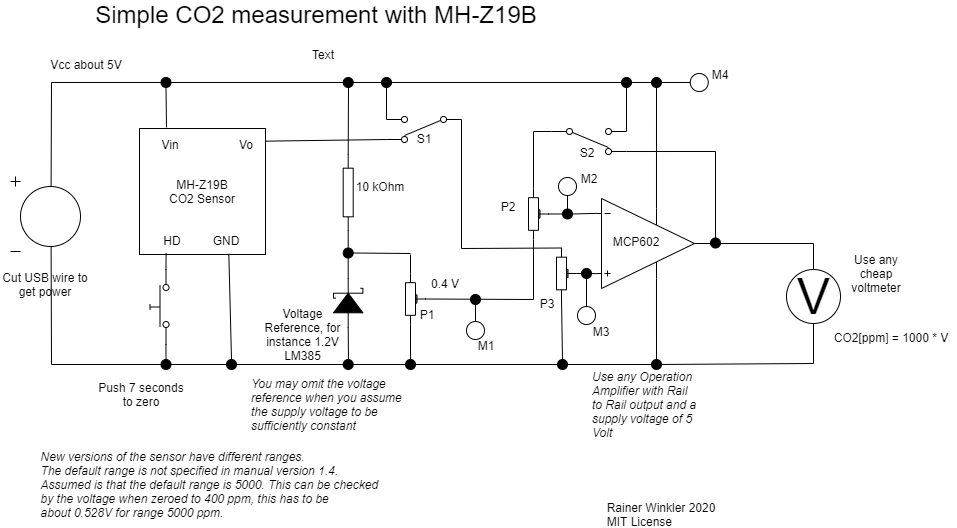 Simple CO2 measurement with MH-Z19B
Text
Vcc about 5V
M4
Vin
Vo
S1
S2
MH-Z19B
CO2 Sensor
10 kOhm
M2
+
P2
−
MCP602
HD
GND
−
+
Use any
cheap
voltmeter
Cut USB wire to
get power
0.4 V
V
P3
Voltage
Reference, for
instance 1.2V
LM385
P1
M3
M1
CO2[ppm] = 1000 * V
Push 7 seconds
to zero
You may omit the voltage
reference when you assume
the supply voltage to be
sufficiently constant
Use any Operation
Amplifier with Rail
to Rail output and a
supply voltage of 5
Volt
New versions of the sensor have different ranges.
The default range is not specified in manual version 1.4.
Assumed is that the default range is 5000. This can be checked
by the voltage when zeroed to 400 ppm, this has to be
about 0.528V for range 5000 ppm.
Rainer Winkler 2020
MIT License